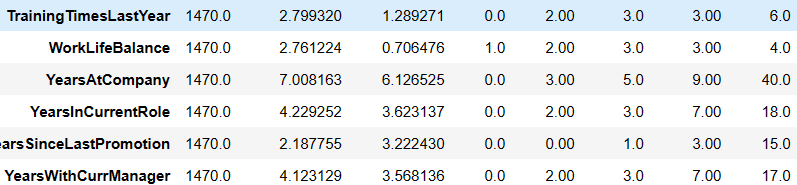 TrainingTimesLastYear 1470.0 2.799320 1.289271 0.0 2.00 3.0 3.00 6.0
WorkLifeBalance 1470.0 2.761224 0.706476 1.0 2.00 3.0 3.00 4.0
YearsAtCompany 1470.0 7.008163 6.126525 0.0 3.00 5.0 9.00 40.0
YearsInCurrentRole 1470.0 4.229252 3.623137 0.0 2.00 3.0 7.00 18.0
earsSinceLastPromotion 1470.0 2.187755 3.222430 0.0 0.00 1.0 3.00 15.0
YearsWithCurrManager 1470.0 4.123129 3.568136 0.0 2.00 3.0 7.00 17.0